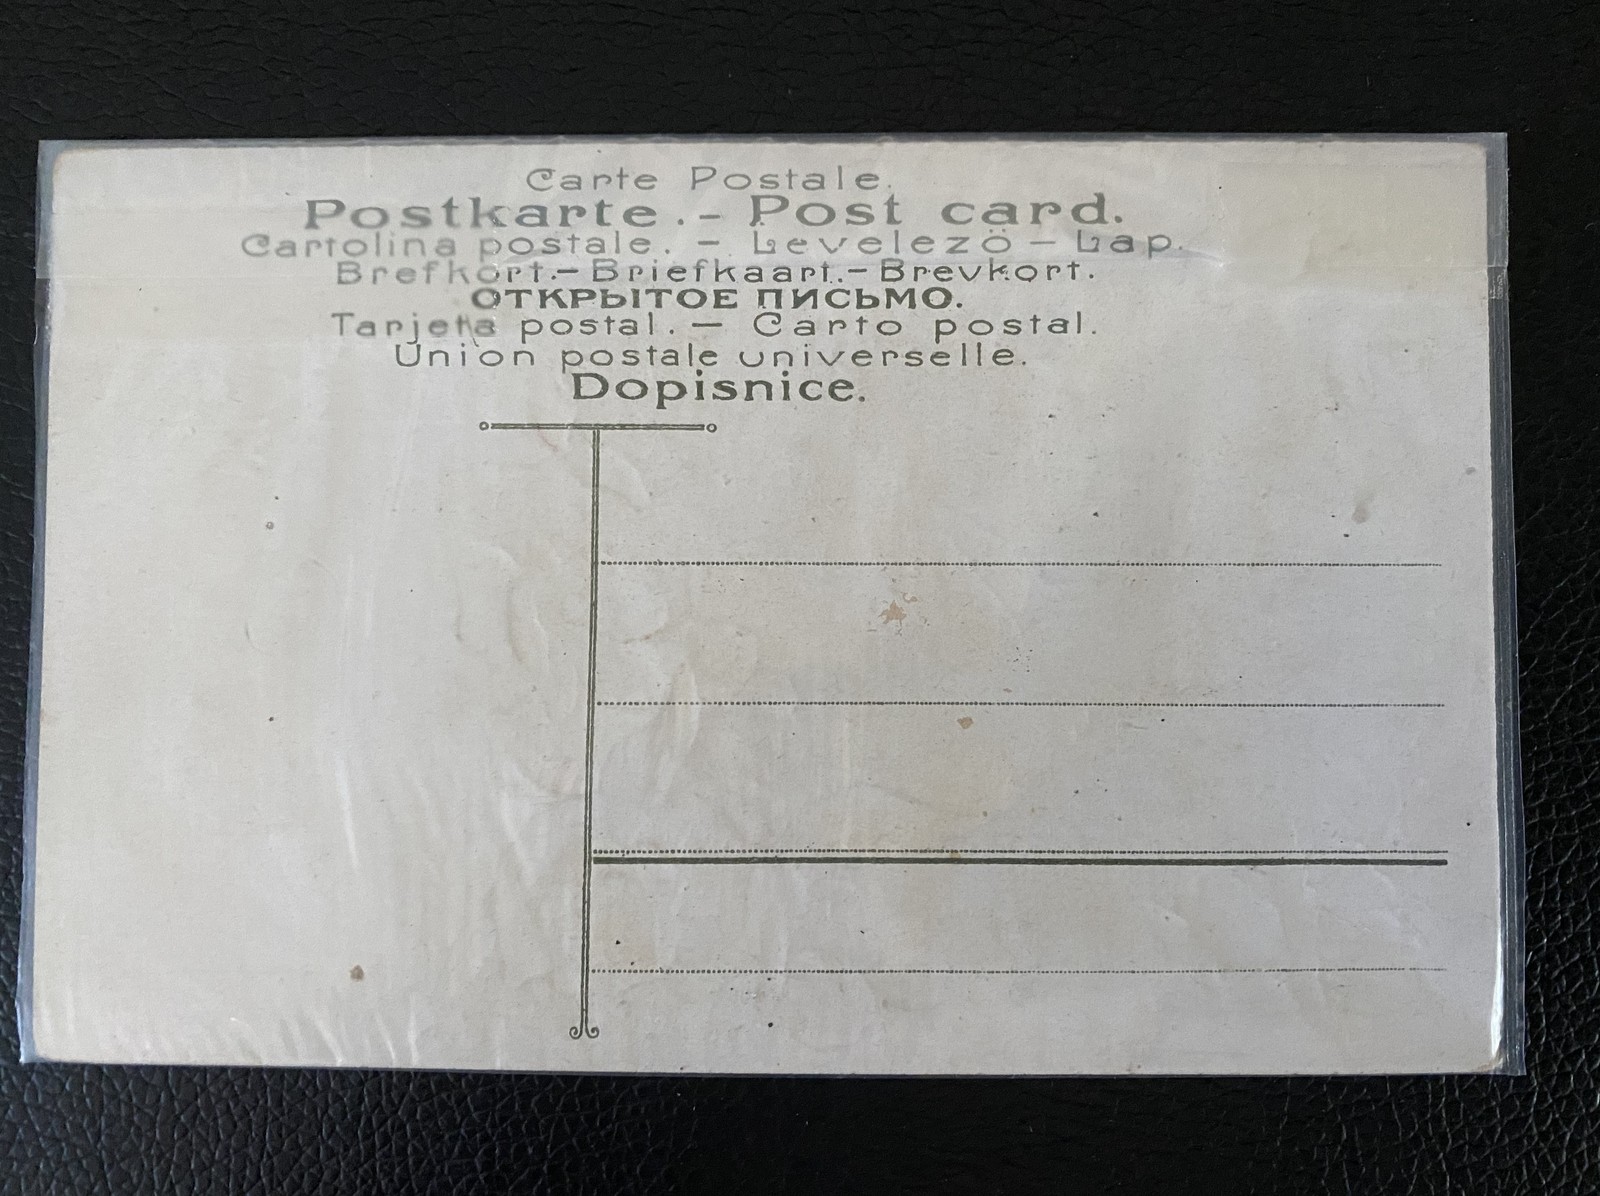 Carte Postale.
Postkarte.- Post card.
Cartolina postale. - Levelezö - Lap.
Brefkort.- Briefkaart.- Brevkort.
ОТКРЫТОЕ ПИСЬМО.
Tarjeta postal. - Carto postal.
Union postale universelle.
Dopisnice.